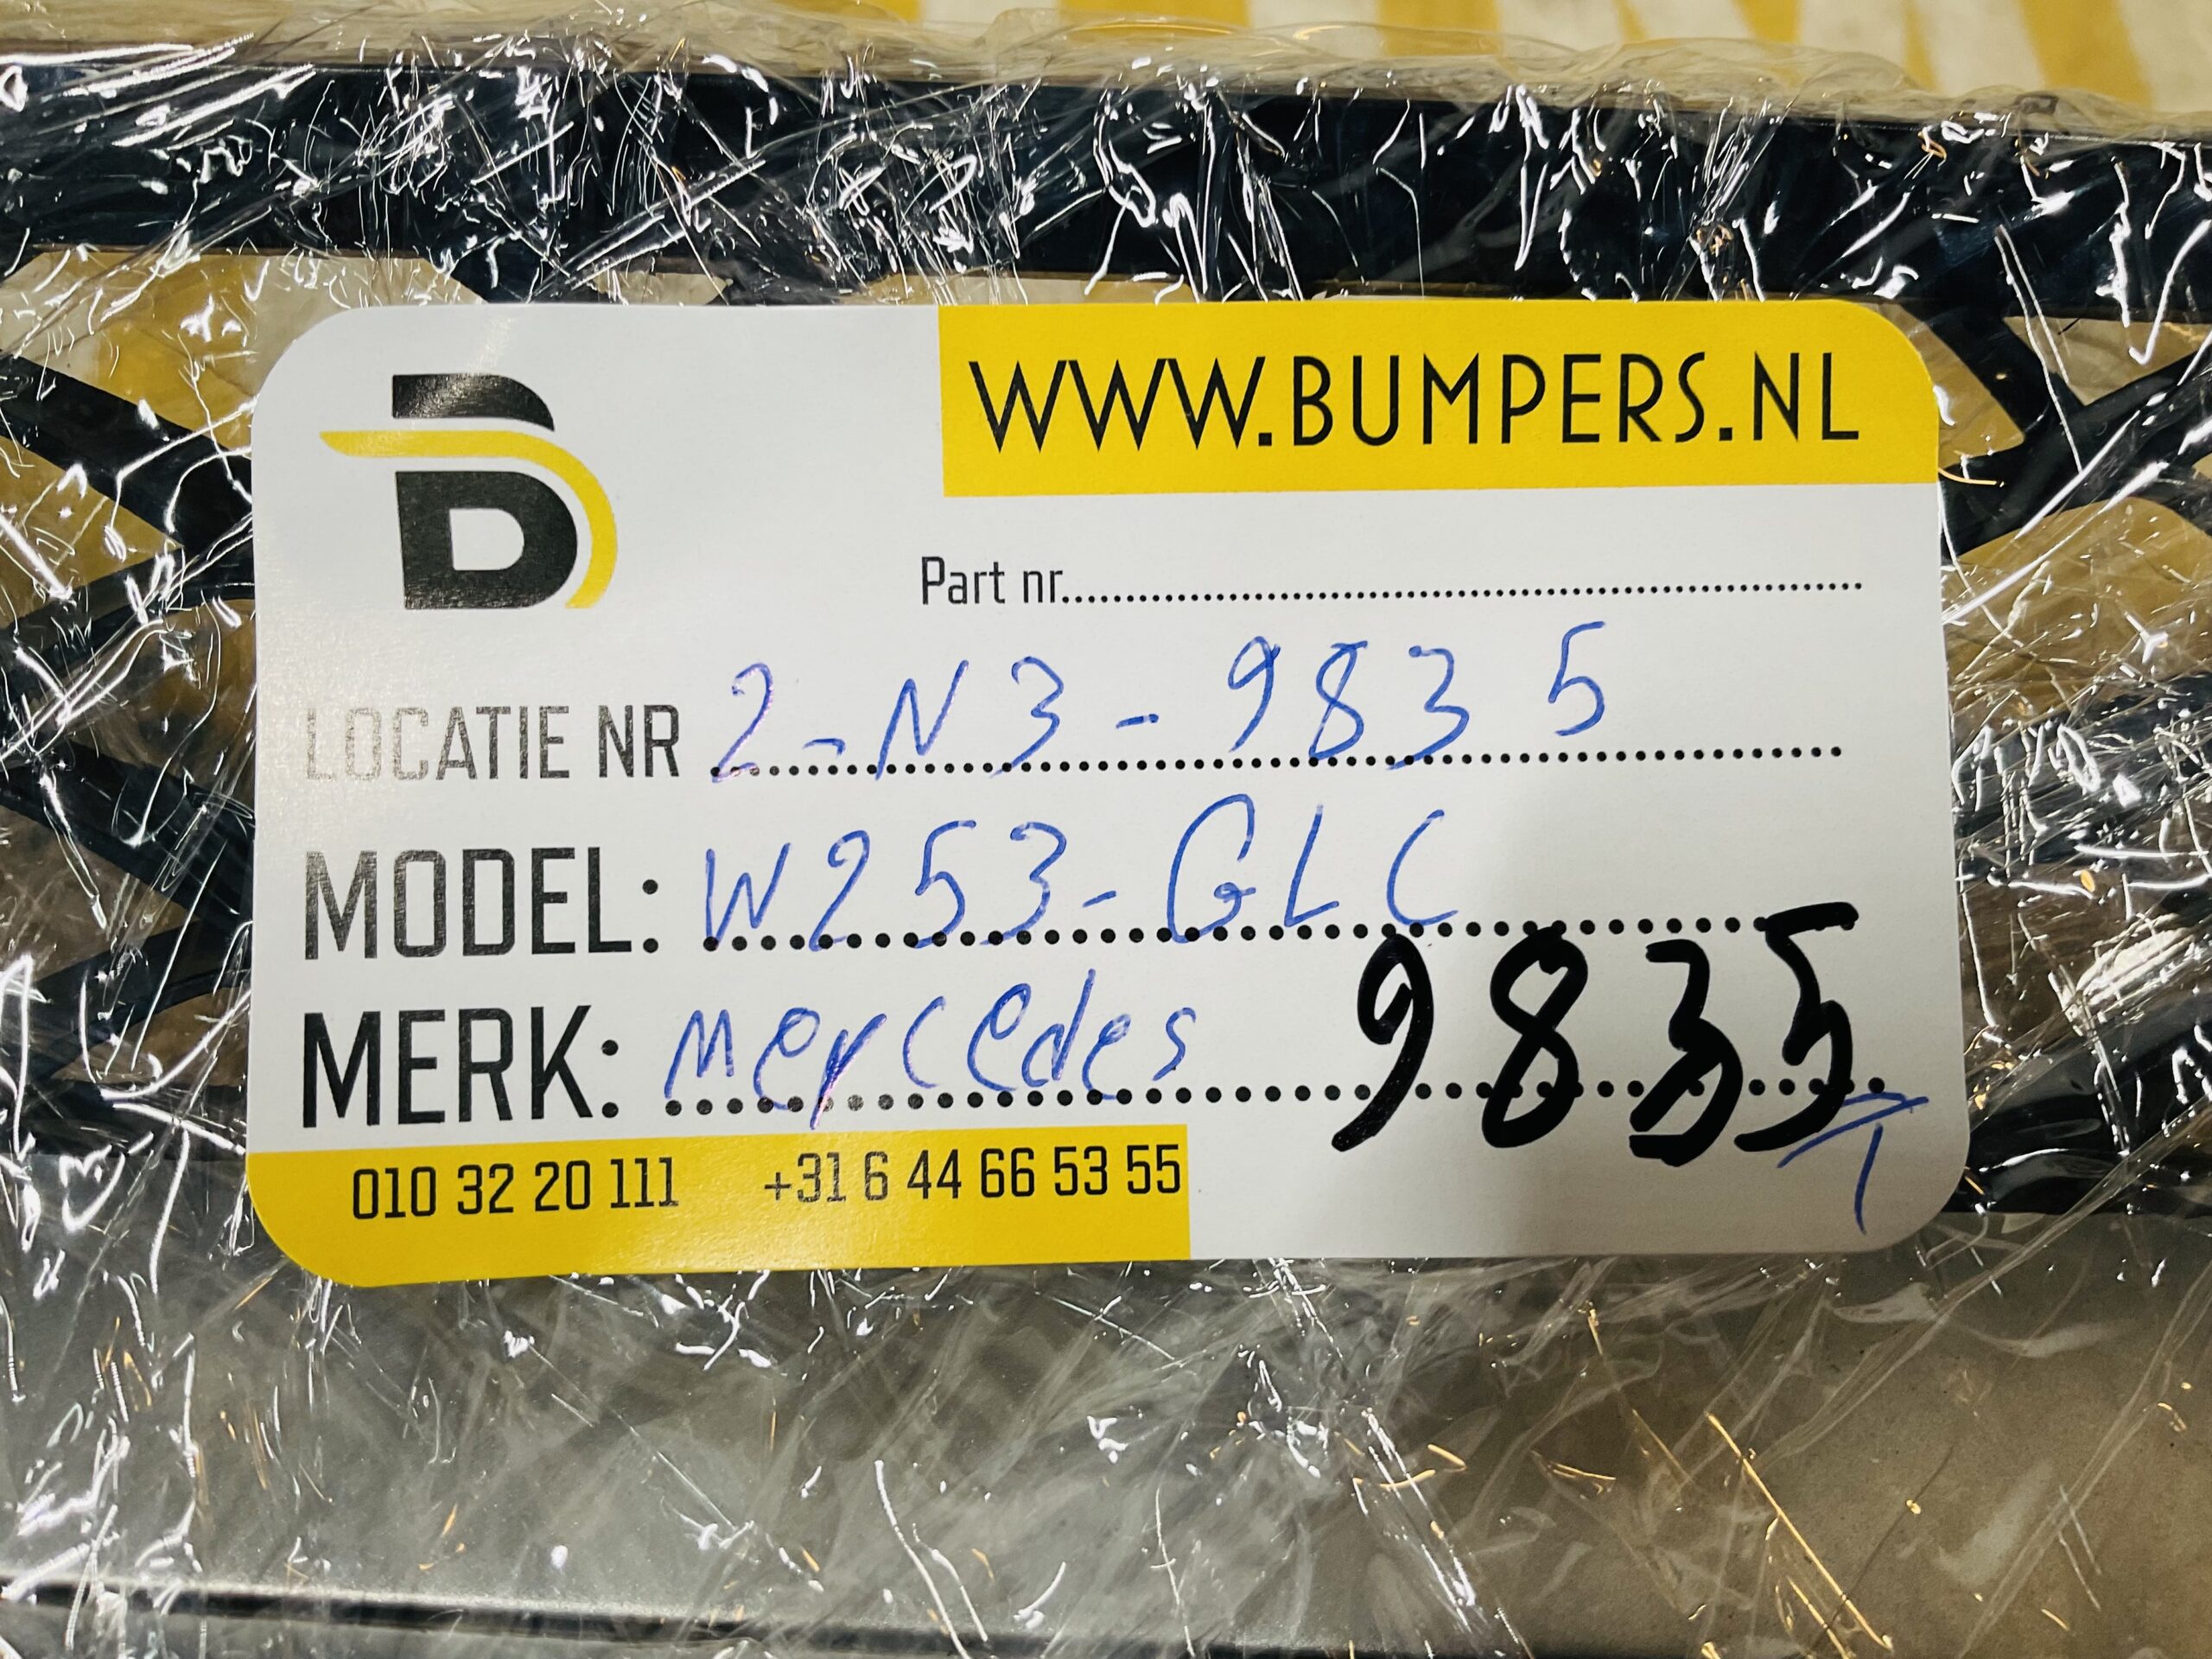 WWW.BUMPERS.NL
Part nr.............................................................
LOCATIE NR 2-N3-9835
MODEL: W253-GLC
MERK: mercedes 9835
010 32 20 111 +31 6 44 66 53 55